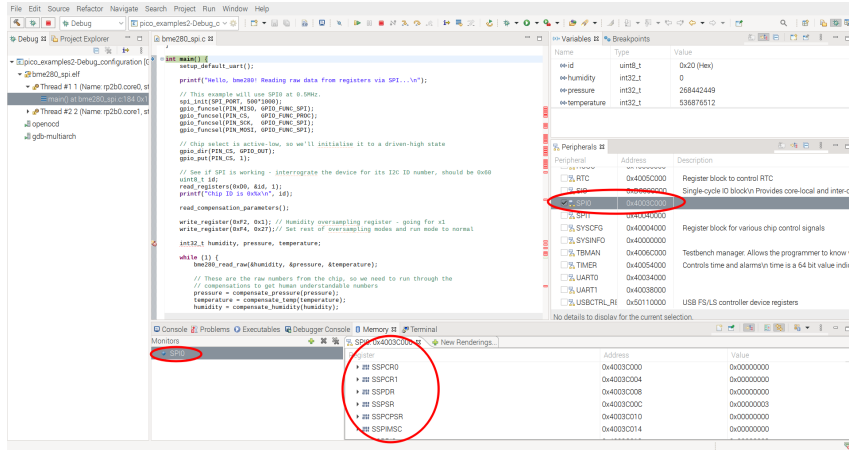 File Edit Source Refactor Navigate Search Project Run Window Help
Debug
pico_examples2-Debug_c
Debug Project Explorer
pico_examples2-Debug_configuration [C
bme280_spi.elf
Thread #1 1 (Name: rp2b0.core0, st
main() at bme280_spi.c:184 0x1
Thread #2 2 (Name: rp2b0.core1, st
openocd
gdb-multiarch
bme280_spi.c
int main() {
setup_default_uart();
printf("Hello, bme280! Reading raw data from registers via SPI...\n");
// This example will use SPI0 at 0.5MHz.
spi_init(SPI_PORT, 500*1000);
gpio_funcsel(PIN_MISO, GPIO_FUNC_SPI);
gpio_funcsel(PIN_CS, GPIO_FUNC_PROC);
gpio_funcsel(PIN_SCK, GPIO_FUNC_SPI);
gpio_funcsel(PIN_MOSI, GPIO_FUNC_SPI);
// Chip select is active-low, so we'll initialise it to a driven-high state
gpio_dir(PIN_CS, GPIO_OUT);
gpio_put(PIN_CS, 1);
// See if SPI is working - interrograte the device for its I2C ID number, should be 0x60
uint8_t id;
read_registers(0xD0, &id, 1);
printf("Chip ID is 0x%x\n", id);
read_compensation_parameters();
write_register(0xF2, 0x1); // Humidity oversampling register - going for x1
write_register(0xF4, 0x27);// Set rest of oversampling modes and run mode to normal
int32_t humidity, pressure, temperature;
while (1) {
bme280_read_raw(&humidity, &pressure, &temperature);
// These are the raw numbers from the chip, so we need to run through the
// compensations to get human understandable numbers
pressure = compensate_pressure(pressure);
temperature = compensate_temp(temperature);
humidity = compensate_humidity(humidity);
Variables Breakpoints
Name Type Value
id uint8_t 0x20 (Hex)
humidity int32_t 0
pressure int32_t 268442449
temperature int32_t 536876512
Peripherals
Peripheral Address Description
RTC 0x4005C000 Register block to control RTC
SIO 0xD0000000 Single-cycle IO block\n Provides core-local and inter-c
SPI0 0x4003C000
SPI1 0x40040000
SYSCFG 0x40004000 Register block for various chip control signals
SYSINFO 0x40000000
TBMAN 0x4006C000 Testbench manager. Allows the programmer to know
TIMER 0x40054000 Controls time and alarms\n time is a 64 bit value indi
UART0 0x40034000
UART1 0x40038000
USBCTRL_RE 0x50110000 USB FS/LS controller device registers
No details to display for the current selection.
Console Problems Executables Debugger Console Memory Terminal
Monitors
SPI0
SPI0: 0x4003C000 New Renderings...
Register Address Value
SSPCR0 0x4003C000 0x00000000
SSPCR1 0x4003C004 0x00000000
SSPDR 0x4003C008 0x00000000
SSPSR 0x4003C00C 0x00000003
SSPCPSR 0x4003C010 0x00000000
SSPIMSC 0x4003C014 0x00000000